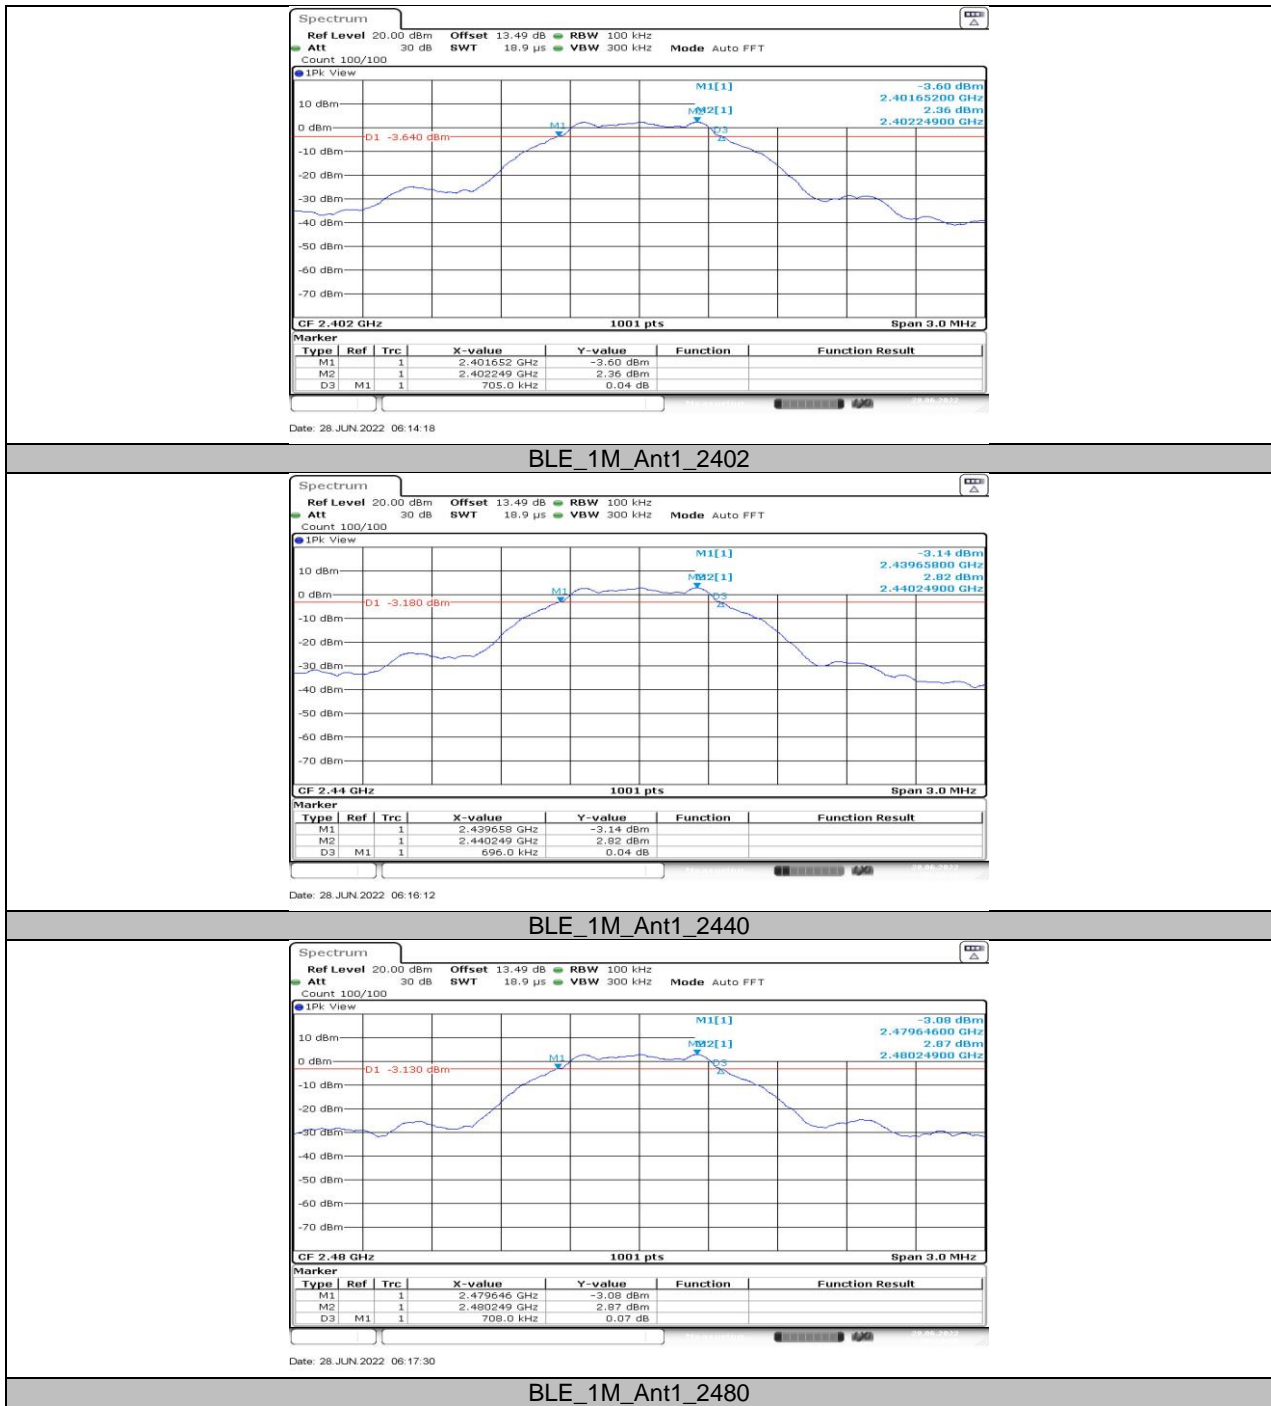 Spectrum
Ref Level 20.00 dBm Offset 13.49 dB RBW 100 kHz
Att 30 dB SWT 18.9 µs VBW 300 kHz Mode Auto FFT
Count 100/100
1Pk View
M1[1] -3.60 dBm
2.40165200 GHz
M2[1] 2.36 dBm
2.40224900 GHz
10 dBm
M1
0 dBm
D3
D1 -3.640 dBm
-10 dBm
-20 dBm
-30 dBm
-40 dBm
-50 dBm
-60 dBm
-70 dBm
CF 2.402 GHz 1001 pts Span 3.0 MHz
Marker
Type Ref Trc X-value Y-value Function Function Result
M1 1 2.401652 GHz -3.60 dBm
M2 1 2.402249 GHz 2.36 dBm
D3 M1 1 705.0 kHz 0.04 dB
Date: 28.JUN.2022 06:14:18
BLE_1M_Ant1_2402
Spectrum
Ref Level 20.00 dBm Offset 13.49 dB RBW 100 kHz
Att 30 dB SWT 18.9 µs VBW 300 kHz Mode Auto FFT
Count 100/100
1Pk View
M1[1] -3.14 dBm
2.43965800 GHz
10 dBm
M2[1] 2.82 dBm
2.44024900 GHz
M1
0 dBm
D3
D1 -3.180 dBm
-10 dBm
-20 dBm
-30 dBm
-40 dBm
-50 dBm
-60 dBm
-70 dBm
CF 2.44 GHz 1001 pts Span 3.0 MHz
Marker
Type Ref Trc X-value Y-value Function Function Result
M1 1 2.439658 GHz -3.14 dBm
M2 1 2.440249 GHz 2.82 dBm
D3 M1 1 696.0 kHz 0.04 dB
Date: 28.JUN.2022 06:16:12
BLE_1M_Ant1_2440
Spectrum
Ref Level 20.00 dBm Offset 13.49 dB RBW 100 kHz
Att 30 dB SWT 18.9 µs VBW 300 kHz Mode Auto FFT
Count 100/100
1Pk View
M1[1] -3.08 dBm
2.47964600 GHz
10 dBm
M2[1] 2.87 dBm
2.48024900 GHz
M1
0 dBm
D3
D1 -3.130 dBm
-10 dBm
-20 dBm
-30 dBm
-40 dBm
-50 dBm
-60 dBm
-70 dBm
CF 2.48 GHz 1001 pts Span 3.0 MHz
Marker
Type Ref Trc X-value Y-value Function Function Result
M1 1 2.479646 GHz -3.08 dBm
M2 1 2.480249 GHz 2.87 dBm
D3 M1 1 708.0 kHz 0.07 dB
Date: 28.JUN.2022 06:17:30
BLE_1M_Ant1_2480